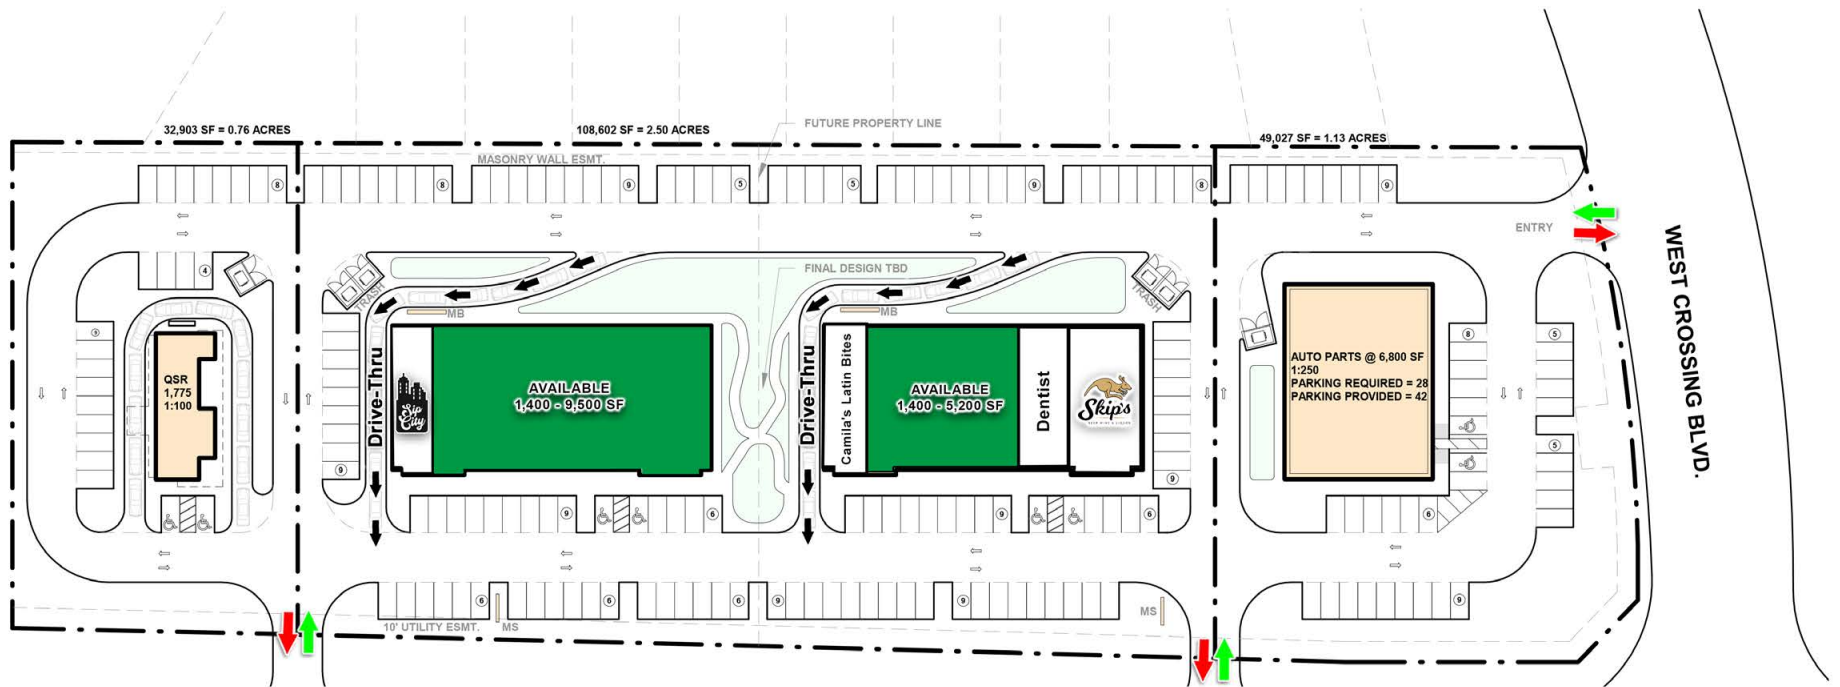 32,903 SF = 0.76 ACRES
108,602 SF = 2.50 ACRES
FUTURE PROPERTY LINE
49,027 SF = 1.13 ACRES
MASONRY WALL ESMT.
8
8
9
5
5
9
8
9
ENTRY
WEST CROSSING BLVD.
4
TRASH
FINAL DESIGN TBD
TRASH
MB
MB
8
5
QSR
1,775
1:100
Drive-Thru
Sip
City
AVAILABLE
1,400 - 9,500 SF
Drive-Thru
Camila's Latin Bites
AVAILABLE
1,400 - 5,200 SF
Dentist
Skip's
BEER WINE & LIQUOR
AUTO PARTS @ 6,800 SF
1:250
PARKING REQUIRED = 28
PARKING PROVIDED = 42
5
9
9
9
6
9
6
6
6
6
6
9
9
9
10' UTILITY ESMT.
MS
MS